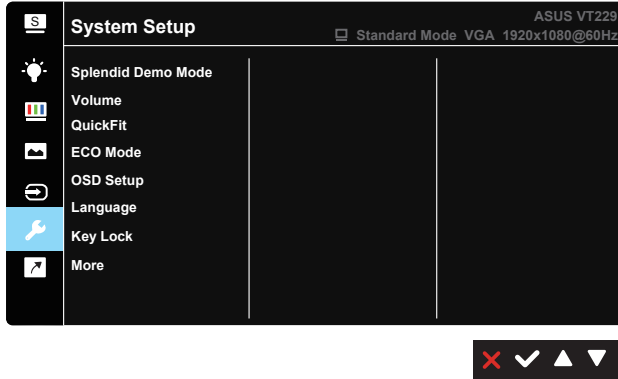 S
System Setup
ASUS VT229
Standard Mode VGA 1920x1080@60Hz
Splendid Demo Mode
Volume
QuickFit
ECO Mode
OSD Setup
Language
Key Lock
More